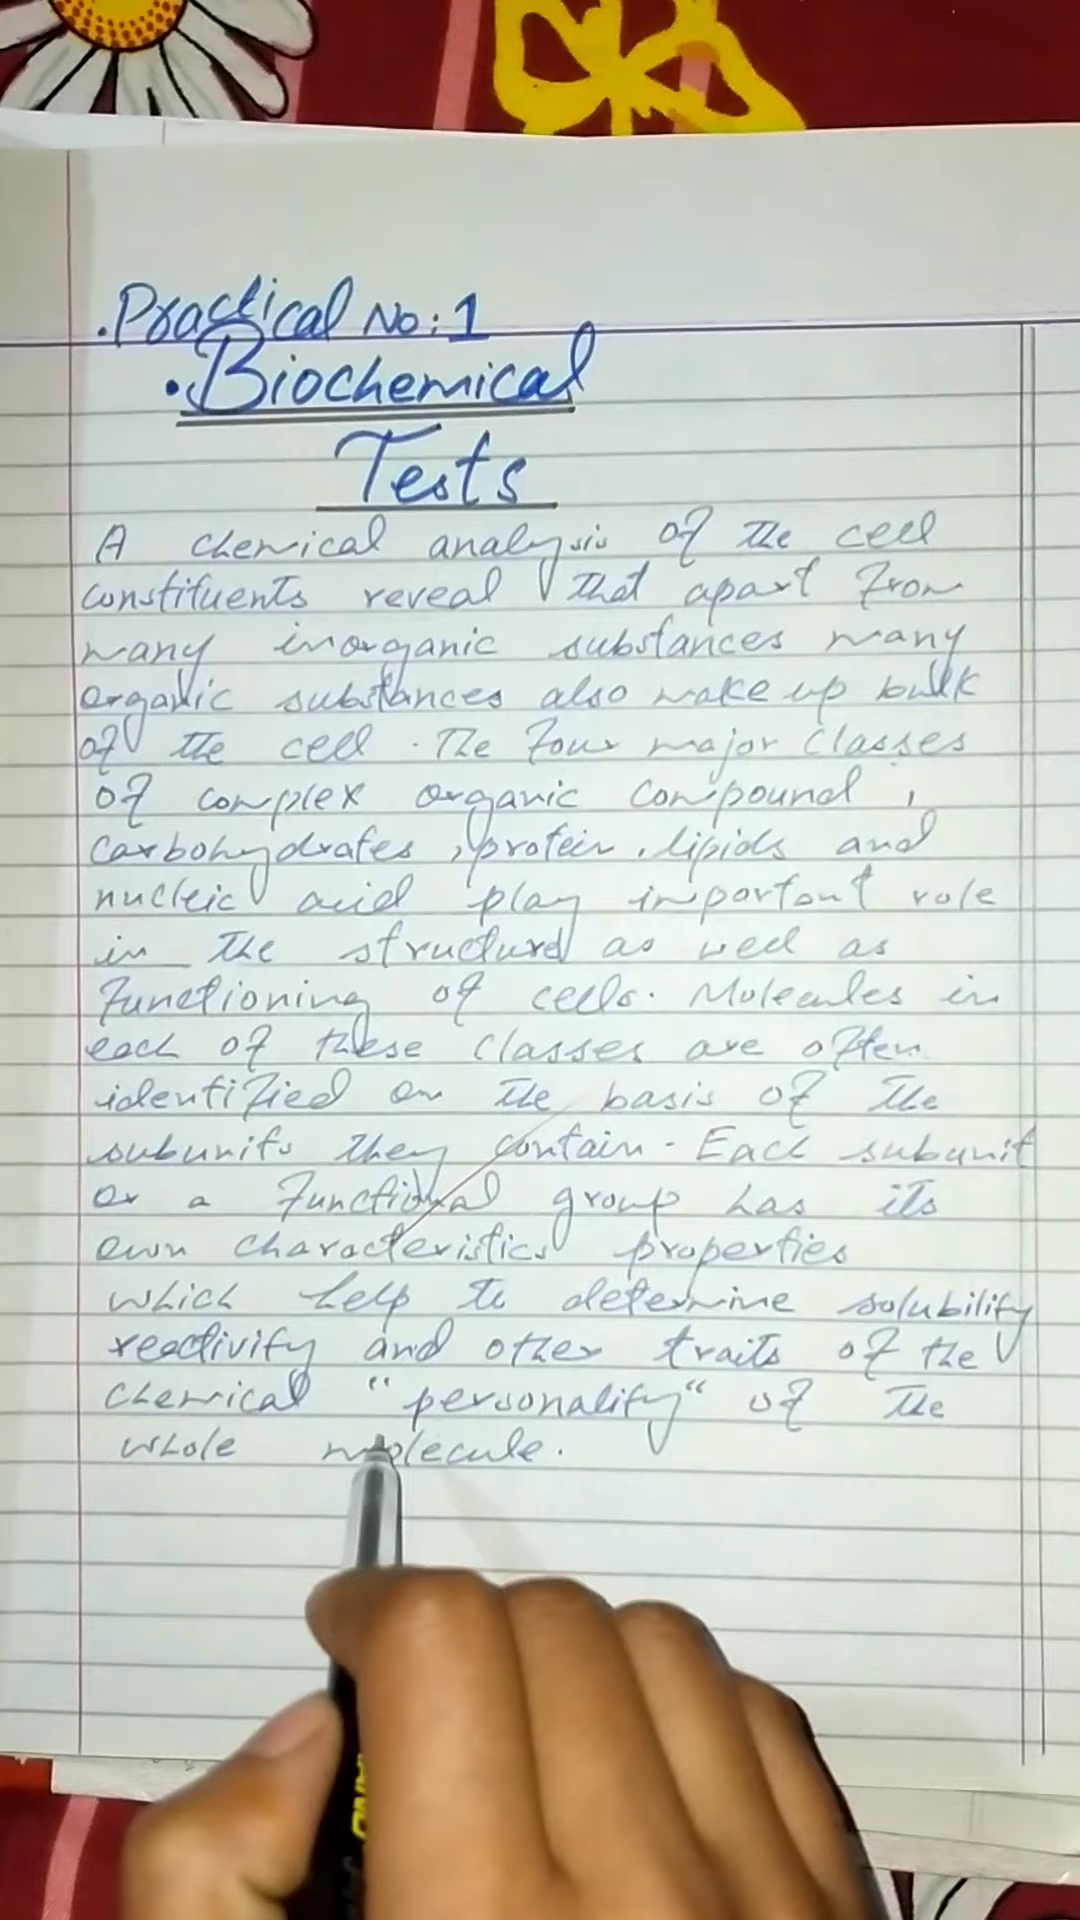 .Practical No:1
.Biochemical
Tests
A chemical analysis of the cell
constituents reveal that apart from
many inorganic substances many
organic substances also make up bulk
of the cell. The four major classes
of complex organic compound,
carbohydrates, protein, lipids and
nucleic acid play important role
in the structured as well as
functioning of cells. Molecules in
each of these classes are often
identified on the basis of the
subunits they contain. Each subunit
or a functional group has its
own characteristics properties
which help to determine solubility
reactivity and other traits of the
chemical "personality" of the
whole molecule.